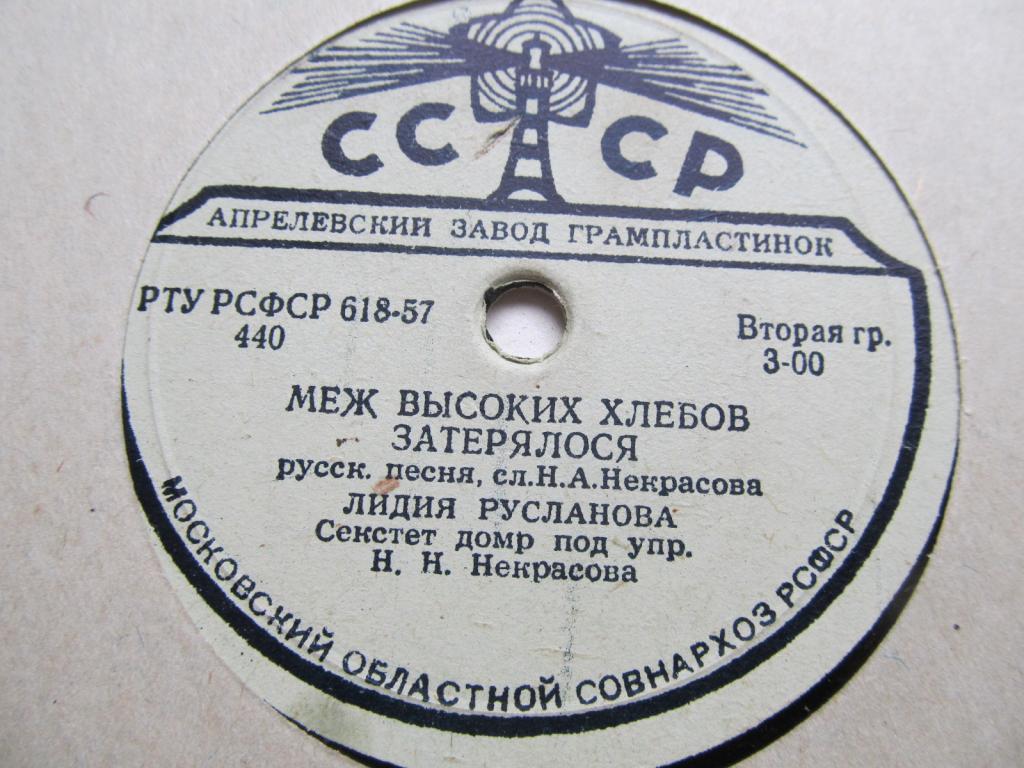 СССР
АПРЕЛЕВСКИЙ ЗАВОД ГРАМПЛАСТИНОК
РТУ РСФСР 618-57
440
Вторая гр.
3-00
МЕЖ ВЫСОКИХ ХЛЕБОВ
ЗАТЕРЯЛОСЯ
русск. песня, сл. Н.А.Некрасова
ЛИДИЯ РУСЛАНОВА
Секстет домр под упр.
Н. Н. Некрасова
МОСКОВСКИЙ ОБЛАСТНОЙ СОВНАРХОЗ РСФСР